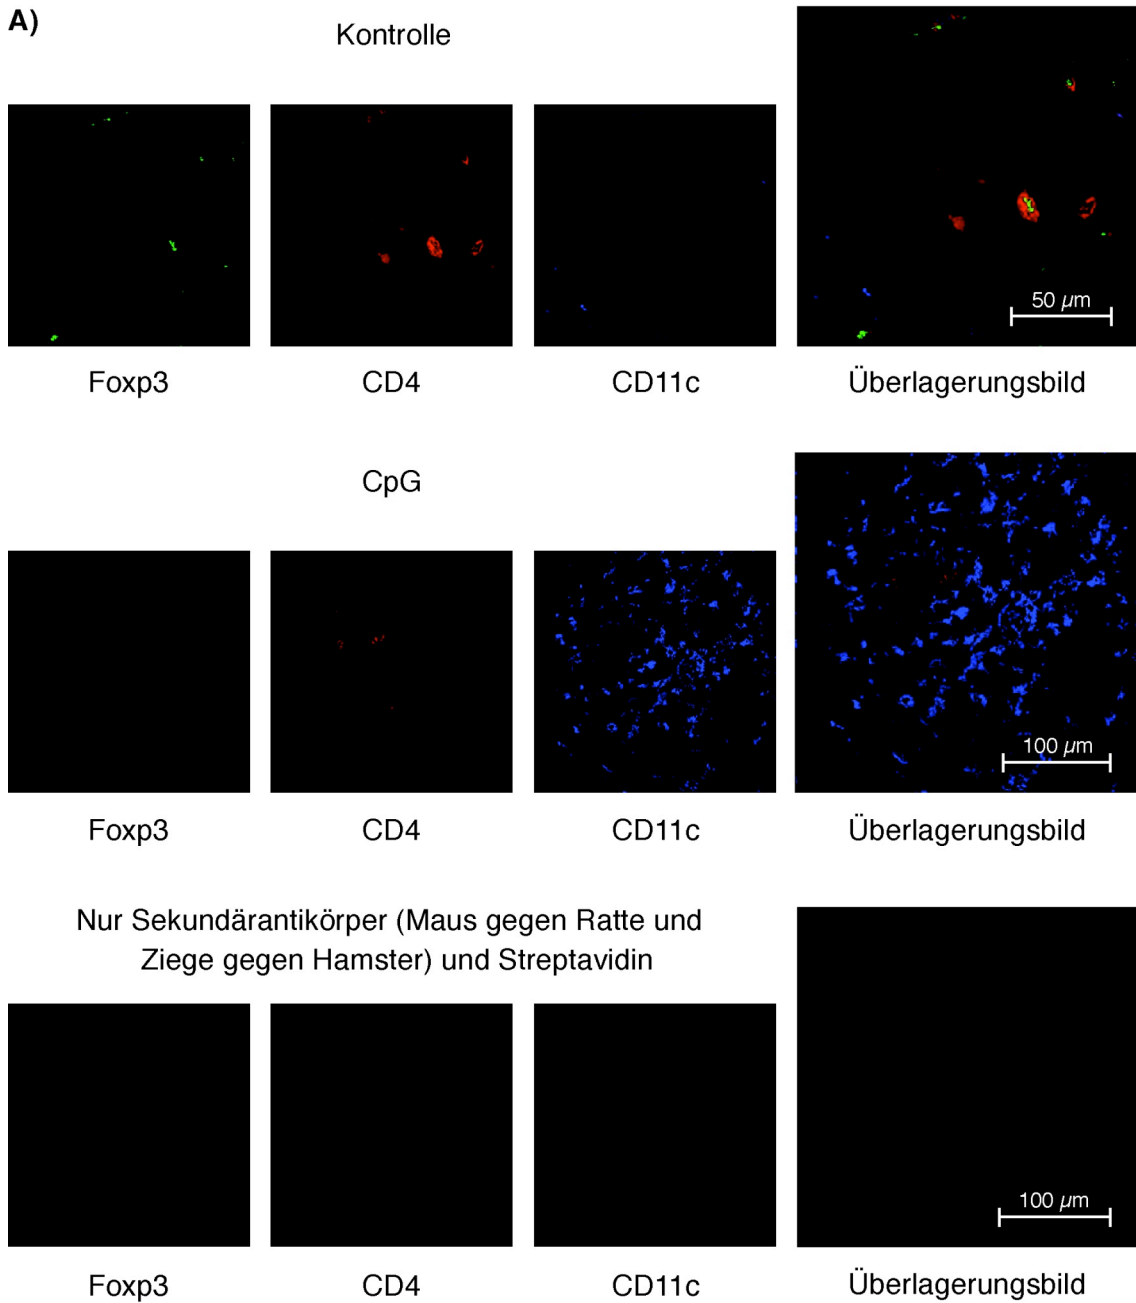 A)
Kontrolle
50 µm
Foxp3
CD4
CD11c
Überlagerungsbild
CpG
100 µm
Foxp3
CD4
CD11c
Überlagerungsbild
Nur Sekundärantikörper (Maus gegen Ratte und
Ziege gegen Hamster) und Streptavidin
100 µm
Foxp3
CD4
CD11c
Überlagerungsbild